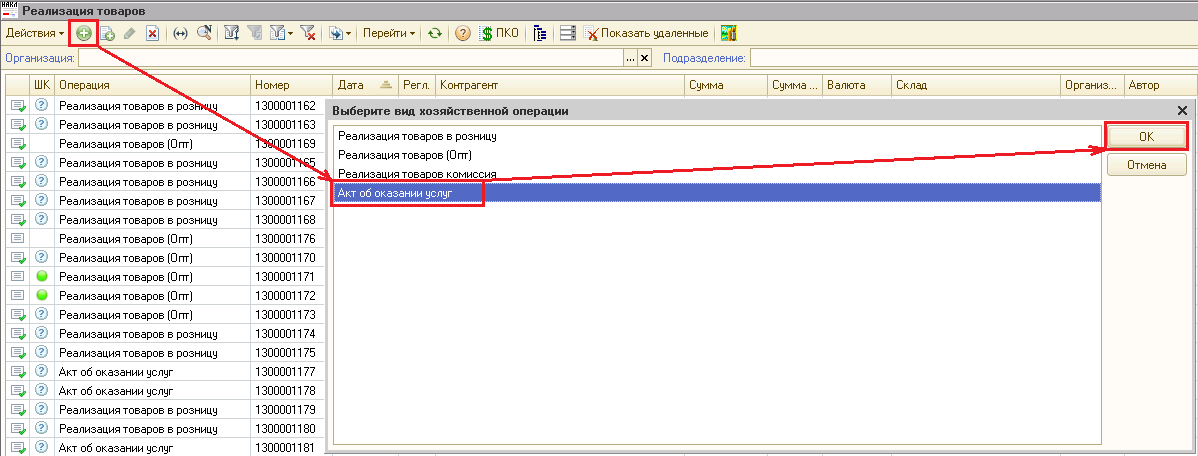 НАКЛ Реализация товаров
Действия Перейти ? $ ПКО Показать удаленные
Организация: ... x Подразделение:
ШК Операция Номер Дата Регл. Контрагент Сумма Сумма ... Валюта Склад Организ... Автор
Реализация товаров в розницу 1300001162
Реализация товаров в розницу 1300001163
Реализация товаров (Опт) 1300001169
Реализация товаров в розницу 1300001165
Реализация товаров в розницу 1300001166
Реализация товаров в розницу 1300001167
Реализация товаров в розницу 1300001168
Реализация товаров (Опт) 1300001176
Реализация товаров (Опт) 1300001170
Реализация товаров (Опт) 1300001171
Реализация товаров (Опт) 1300001172
Реализация товаров (Опт) 1300001173
Реализация товаров в розницу 1300001174
Реализация товаров в розницу 1300001175
Акт об оказании услуг 1300001177
Акт об оказании услуг 1300001178
Реализация товаров в розницу 1300001179
Реализация товаров в розницу 1300001180
Акт об оказании услуг 1300001181
Выберите вид хозяйственной операции
Реализация товаров в розницу
Реализация товаров (Опт)
Реализация товаров комиссия
Акт об оказании услуг
OK
Отмена